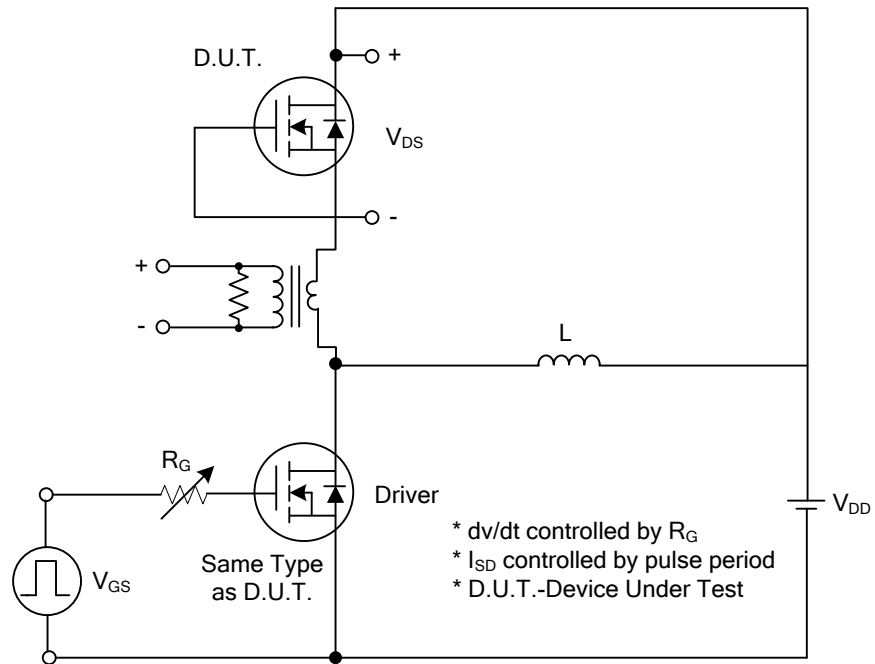 D.U.T.
+
V_DS
-
+
-
L
R_G
Driver
V_DD
V_GS
Same Type
as D.U.T.
* dv/dt controlled by R_G
* I_SD controlled by pulse period
* D.U.T.-Device Under Test